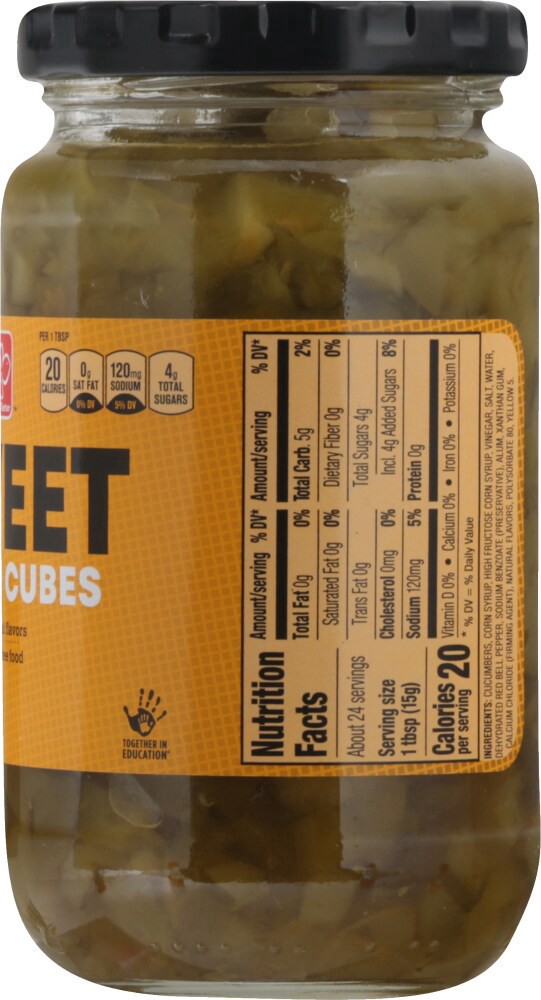 PER 1 TBSP
20 CALORIES
0g SAT FAT 0% DV
120mg SODIUM 5% DV
4g TOTAL SUGARS
EET
CUBES
flavors
food
TOGETHER IN
EDUCATION
Nutrition
Facts
About 24 servings
Serving size
1 tbsp (15g)
Calories 20
per serving
Amount/serving % DV*
Total Fat 0g 0%
Saturated Fat 0g 0%
Trans Fat 0g
Cholesterol 0mg 0%
Sodium 120mg 5%
Amount/serving % DV*
Total Carb. 5g 2%
Dietary Fiber 0g 0%
Total Sugars 4g
Incl. 4g Added Sugars 8%
Protein 0g
Vitamin D 0% • Calcium 0% • Iron 0% • Potassium 0%
* % DV = % Daily Value
INGREDIENTS: CUCUMBERS, CORN SYRUP, HIGH FRUCTOSE CORN SYRUP, VINEGAR, SALT, WATER,
DEHYDRATED RED BELL PEPPER, SODIUM BENZOATE (PRESERVATIVE), ALUM, XANTHAN GUM,
CALCIUM CHLORIDE (FIRMING AGENT), NATURAL FLAVORS, POLYSORBATE 80, YELLOW 5.